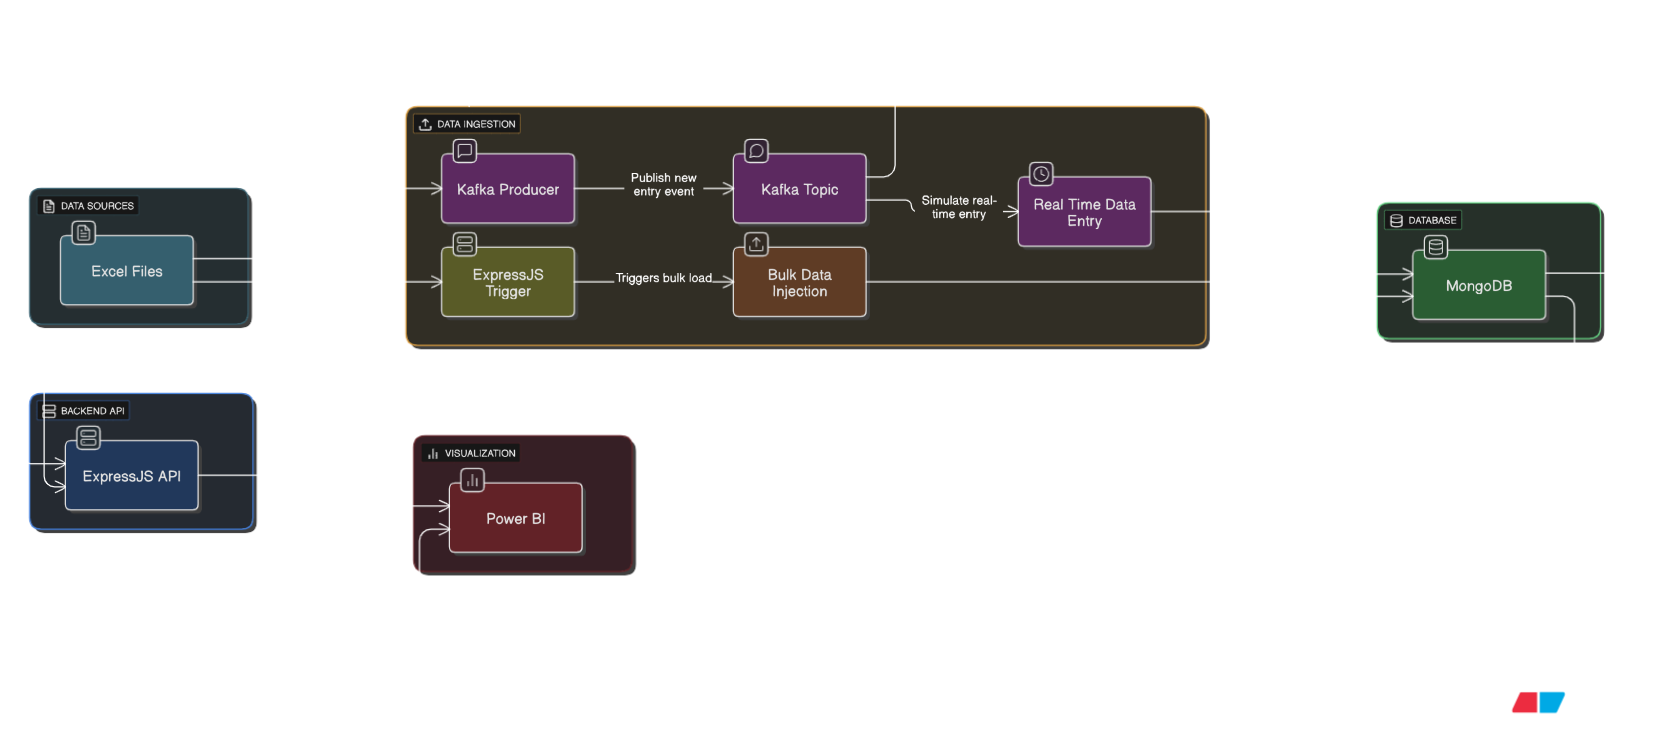 DATA INGESTION
Kafka Producer
Publish new
entry event
Kafka Topic
Simulate real-
time entry
Real Time Data
Entry
ExpressJS
Trigger
Triggers bulk load
Bulk Data
Injection
DATA SOURCES
Excel Files
DATABASE
MongoDB
BACKEND API
ExpressJS API
VISUALIZATION
Power BI